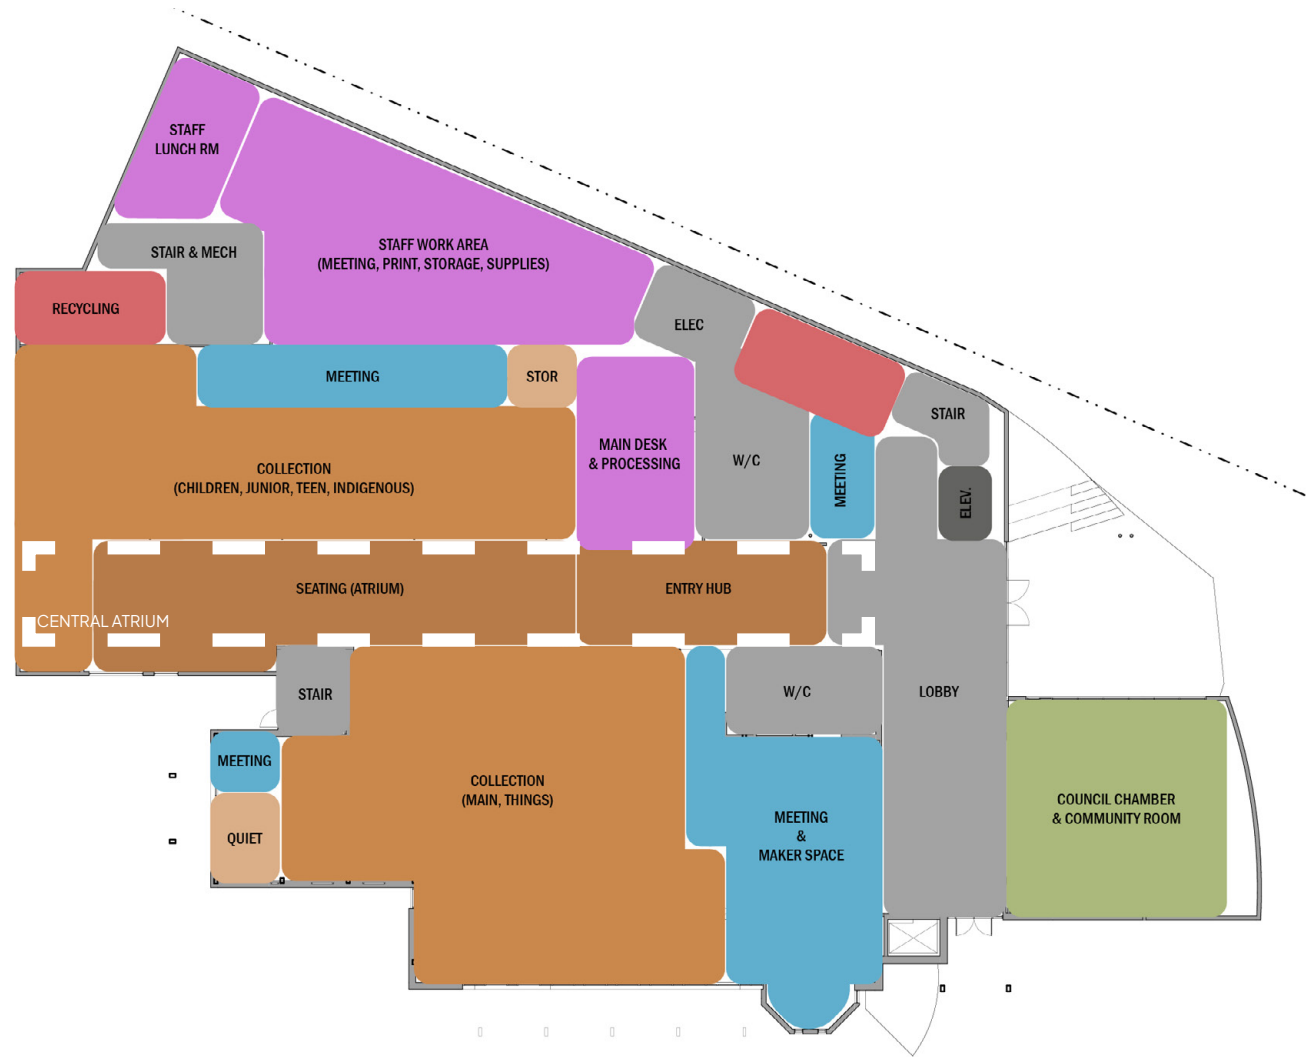 STAFF
LUNCH RM
STAFF WORK AREA
(MEETING, PRINT, STORAGE, SUPPLIES)
STAIR & MECH
RECYCLING
ELEC
MEETING
STOR
STAIR
MAIN DESK
& PROCESSING
W/C
MEETING
ELEV.
COLLECTION
(CHILDREN, JUNIOR, TEEN, INDIGENOUS)
SEATING (ATRIUM)
ENTRY HUB
CENTRAL ATRIUM
STAIR
W/C
LOBBY
MEETING
COLLECTION
(MAIN, THINGS)
QUIET
MEETING
&
MAKER SPACE
COUNCIL CHAMBER
& COMMUNITY ROOM